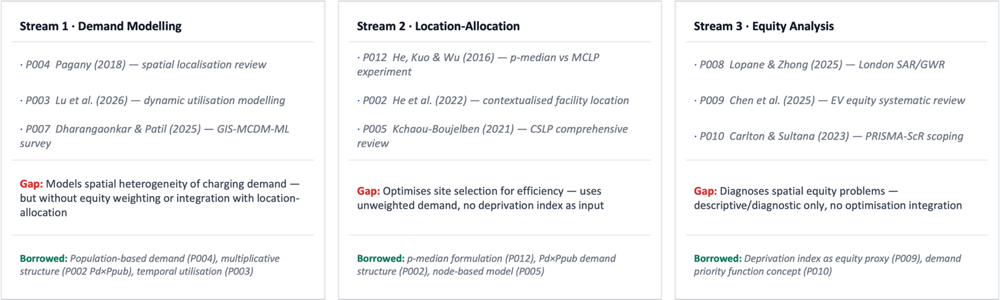 Stream 1 · Demand Modelling
· P004 Pagany (2018) — spatial localisation review
· P003 Lu et al. (2026) — dynamic utilisation modelling
· P007 Dharangaonkar & Patil (2025) — GIS-MCDM-ML
survey
Gap: Models spatial heterogeneity of charging demand —
but without equity weighting or integration with location-
allocation
Borrowed: Population-based demand (P004), multiplicative
structure (P002 Pd×Ppub), temporal utilisation (P003)
Stream 2 · Location-Allocation
· P012 He, Kuo & Wu (2016) — p-median vs MCLP
experiment
· P002 He et al. (2022) — contextualised facility location
· P005 Kchaou-Boujelben (2021) — CSLP comprehensive
review
Gap: Optimises site selection for efficiency — uses
unweighted demand, no deprivation index as input
Borrowed: p-median formulation (P012), Pd×Ppub demand
structure (P002), node-based model (P005)
Stream 3 · Equity Analysis
· P008 Lopane & Zhong (2025) — London SAR/GWR
· P009 Chen et al. (2025) — EV equity systematic review
· P010 Carlton & Sultana (2023) — PRISMA-ScR scoping
Gap: Diagnoses spatial equity problems —
descriptive/diagnostic only, no optimisation integration
Borrowed: Deprivation index as equity proxy (P009), demand
priority function concept (P010)